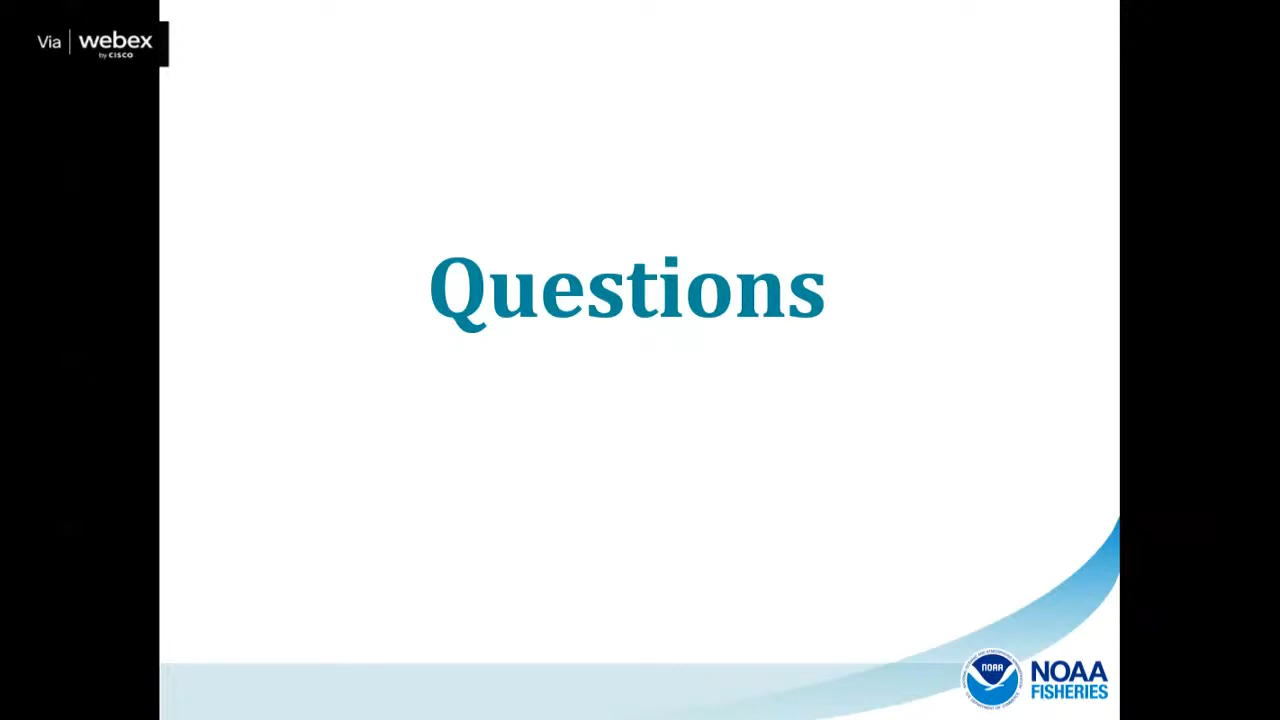 Via webex
by CISCO
Questions
NOAA
NOAA
FISHERIES